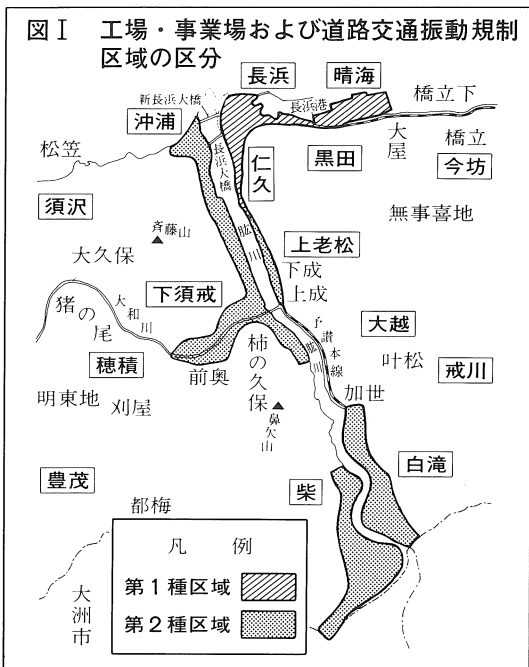 図Ⅰ 工場・事業場および道路交通振動規制
区域の区分
長浜
晴海
新長浜大橋
長浜港
橋立下
沖浦
松笠
長浜大橋
仁久
黒田
大屋
橋立
今坊
須沢
無事喜地
斉藤山
肱川
上老松
大久保
下成
上成
下須戒
猪の尾
大和川
予讃本線
大越
穂積
前奥
柿の久保
肱川
叶松
戒川
明東地
刈屋
加世
鼻欠山
白滝
豊茂
柴
都梅
大洲市
凡例
第1種区域
第2種区域